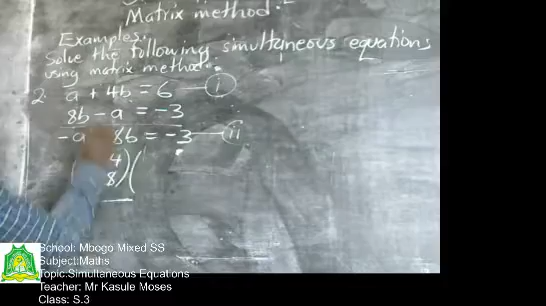 Matrix method.
Examples.
Solve the following simultaneous equations
using matrix method.
2. a + 4b = 6 — (i)
8b - a = -3
-a 8b = -3 — (ii)
4)(
8)(
School: Mbogo Mixed SS
Subject:Maths
Topic:Simultaneous Equations
Teacher: Mr Kasule Moses
Class: S.3